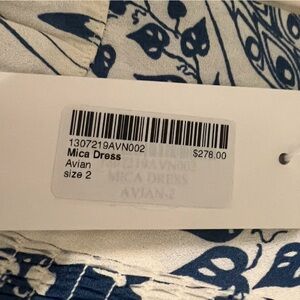 1307219AVN002
Mica Dress $278.00
Avian
size 2
MICA DRESS
AVIAN-2